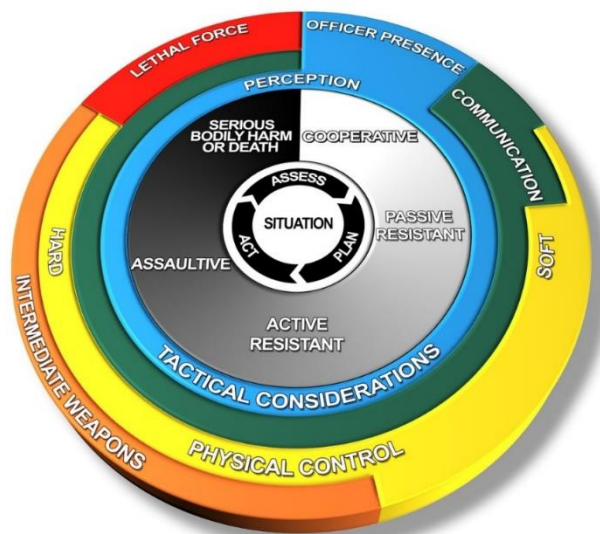 LETHAL FORCE
OFFICER PRESENCE
PERCEPTION
COMMUNICATION
SERIOUS
BODILY HARM
OR DEATH
COOPERATIVE
ASSESS
SITUATION
PLAN
ACT
PASSIVE
RESISTANT
SOFT
HARD
ASSAULTIVE
ACTIVE
RESISTANT
TACTICAL CONSIDERATIONS
INTERMEDIATE WEAPONS
PHYSICAL CONTROL